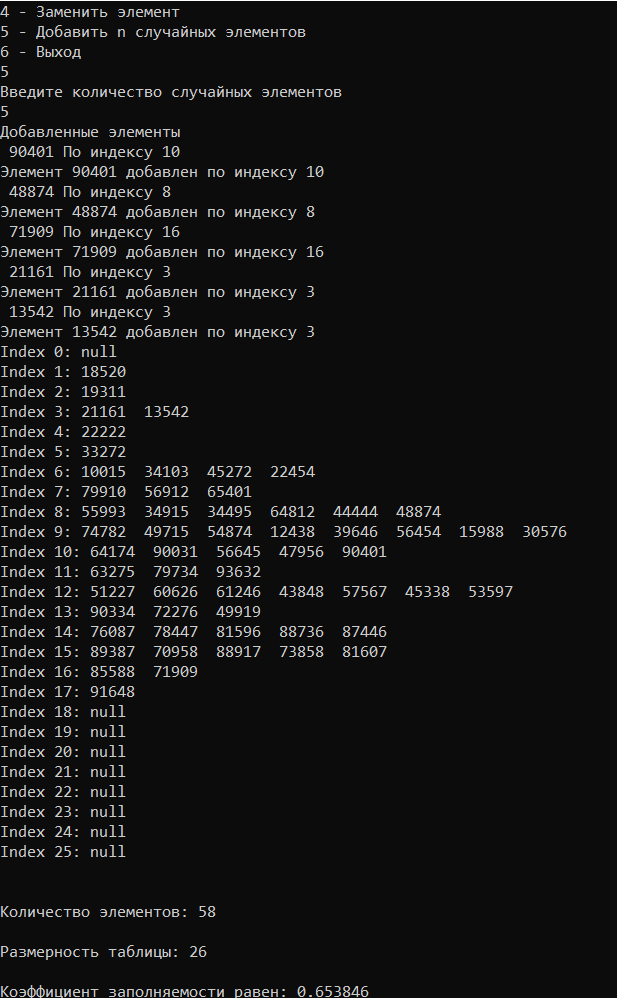 4 - Заменить элемент
5 - Добавить n случайных элементов
6 - Выход
5
Введите количество случайных элементов
5
Добавленные элементы
90401 По индексу 10
Элемент 90401 добавлен по индексу 10
48874 По индексу 8
Элемент 48874 добавлен по индексу 8
71909 По индексу 16
Элемент 71909 добавлен по индексу 16
21161 По индексу 3
Элемент 21161 добавлен по индексу 3
13542 По индексу 3
Элемент 13542 добавлен по индексу 3
Index 0: null
Index 1: 18520
Index 2: 19311
Index 3: 21161  13542
Index 4: 22222
Index 5: 33272
Index 6: 10015  34103  45272  22454
Index 7: 79910  56912  65401
Index 8: 55993  34915  34495  64812  44444  48874
Index 9: 74782  49715  54874  12438  39646  56454  15988  30576
Index 10: 64174  90031  56645  47956  90401
Index 11: 63275  79734  93632
Index 12: 51227  60626  61246  43848  57567  45338  53597
Index 13: 90334  72276  49919
Index 14: 76087  78447  81596  88736  87446
Index 15: 89387  70958  88917  73858  81607
Index 16: 85588  71909
Index 17: 91648
Index 18: null
Index 19: null
Index 20: null
Index 21: null
Index 22: null
Index 23: null
Index 24: null
Index 25: null
Количество элементов: 58
Размерность таблицы: 26
Коэффициент заполняемости равен: 0.653846